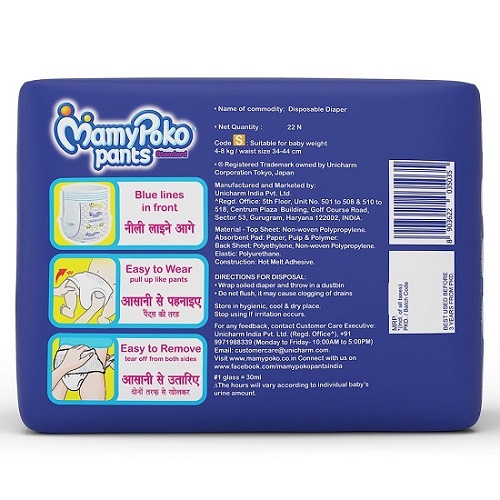 MamyPoko
pants Standard
Blue lines
in front
नीली लाइने आगे
Easy to Wear
pull up like pants
आसानी से पहनाइए
पैंट्स की तरह
Easy to Remove
tear off from both sides
आसानी से उतारिए
दोनों तरफ से खोलकर
• Name of commodity: Disposable Diaper
• Net Quantity : 22 N
Code S : Suitable for baby weight
4-8 kg / waist size 34-44 cm
• ® Registered Trademark owned by Unicharm
Corporation Tokyo, Japan
Manufactured and Marketed by:
Unicharm India Pvt. Ltd.
^Regd. Office: 5th Floor, Unit No. 501 to 508 & 510 to
518, Centrum Plaza Building, Golf Course Road,
Sector 53, Gurugram, Haryana 122002, INDIA.
Material - Top Sheet: Non-woven Polypropylene.
Absorbent Pad: Paper, Pulp & Polymer.
Back Sheet: Polyethylene, Non-woven Polypropylene.
Elastic: Polyurethane.
Construction: Hot Melt Adhesive.
DIRECTIONS FOR DISPOSAL:
• Wrap soiled diaper and throw in a dustbin
• Do not flush, it may cause clogging of drains
Store in hygienic, cool & dry place.
Stop using if irritation occurs.
For any feedback, contact Customer Care Executive:
Unicharm India Pvt. Ltd. (Regd. Office^), +91
9971988339 (Monday to Friday- 10:00AM to 5:00PM)
Email: customercare@unicharm.com
Visit www.mamypoko.co.in Connect with us on
www.facebook.com/mamypokopantsindia
#1 glass = 30ml
∆The hours will vary according to individual baby's
urine amount.
8 903622 035035
MRP.
*(Incl. of all taxes)
PKD. / Batch Code
BEST USED BEFORE
3 YEARS FROM PKD.